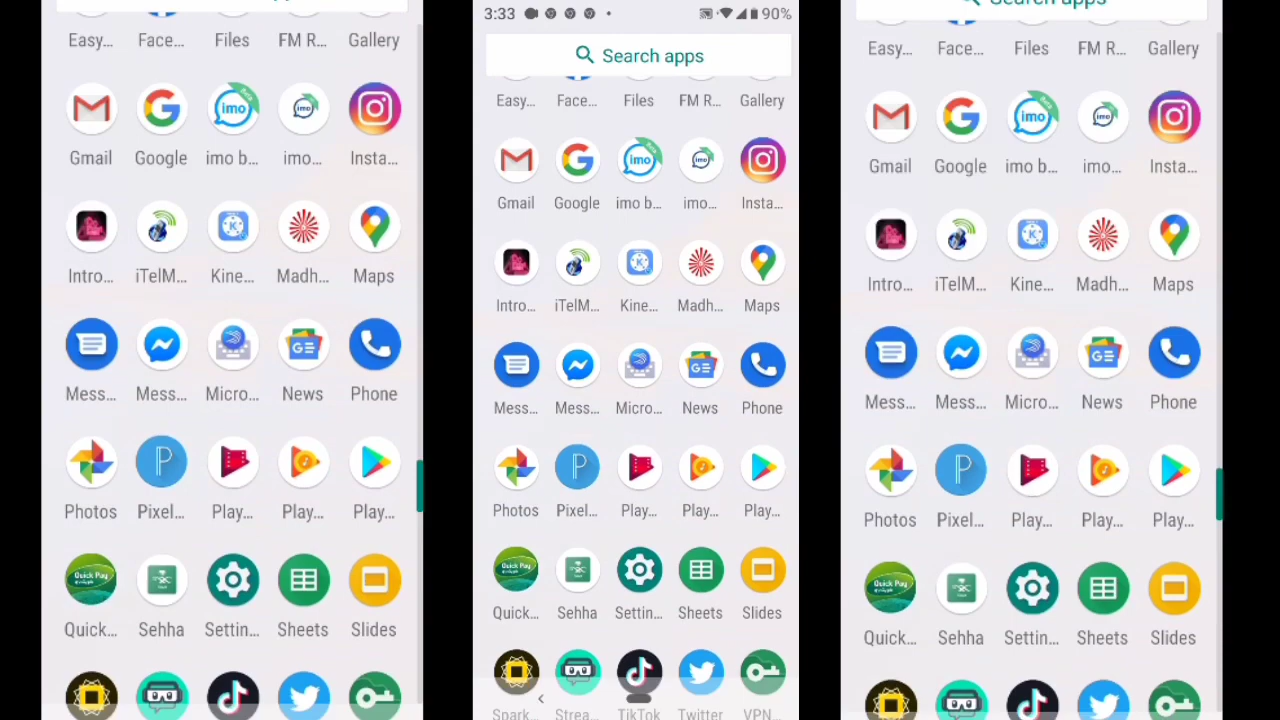 Easy... Face... Files FM R... Gallery
Gmail Google imo b... imo... Insta...
Intro... iTelM... Kine... Madh... Maps
Mess... Mess... Micro... News Phone
Photos Pixel... Play... Play... Play...
Quick... Sehha Settin... Sheets Slides
3:33 90%
Search apps
Easy... Face... Files FM R... Gallery
Gmail Google imo b... imo... Insta...
Intro... iTelM... Kine... Madh... Maps
Mess... Mess... Micro... News Phone
Photos Pixel... Play... Play... Play...
Quick... Sehha Settin... Sheets Slides
Spark... Strea... TikTok Twitter VPN...
Search apps
Easy... Face... Files FM R... Gallery
Gmail Google imo b... imo... Insta...
Intro... iTelM... Kine... Madh... Maps
Mess... Mess... Micro... News Phone
Photos Pixel... Play... Play... Play...
Quick... Sehha Settin... Sheets Slides